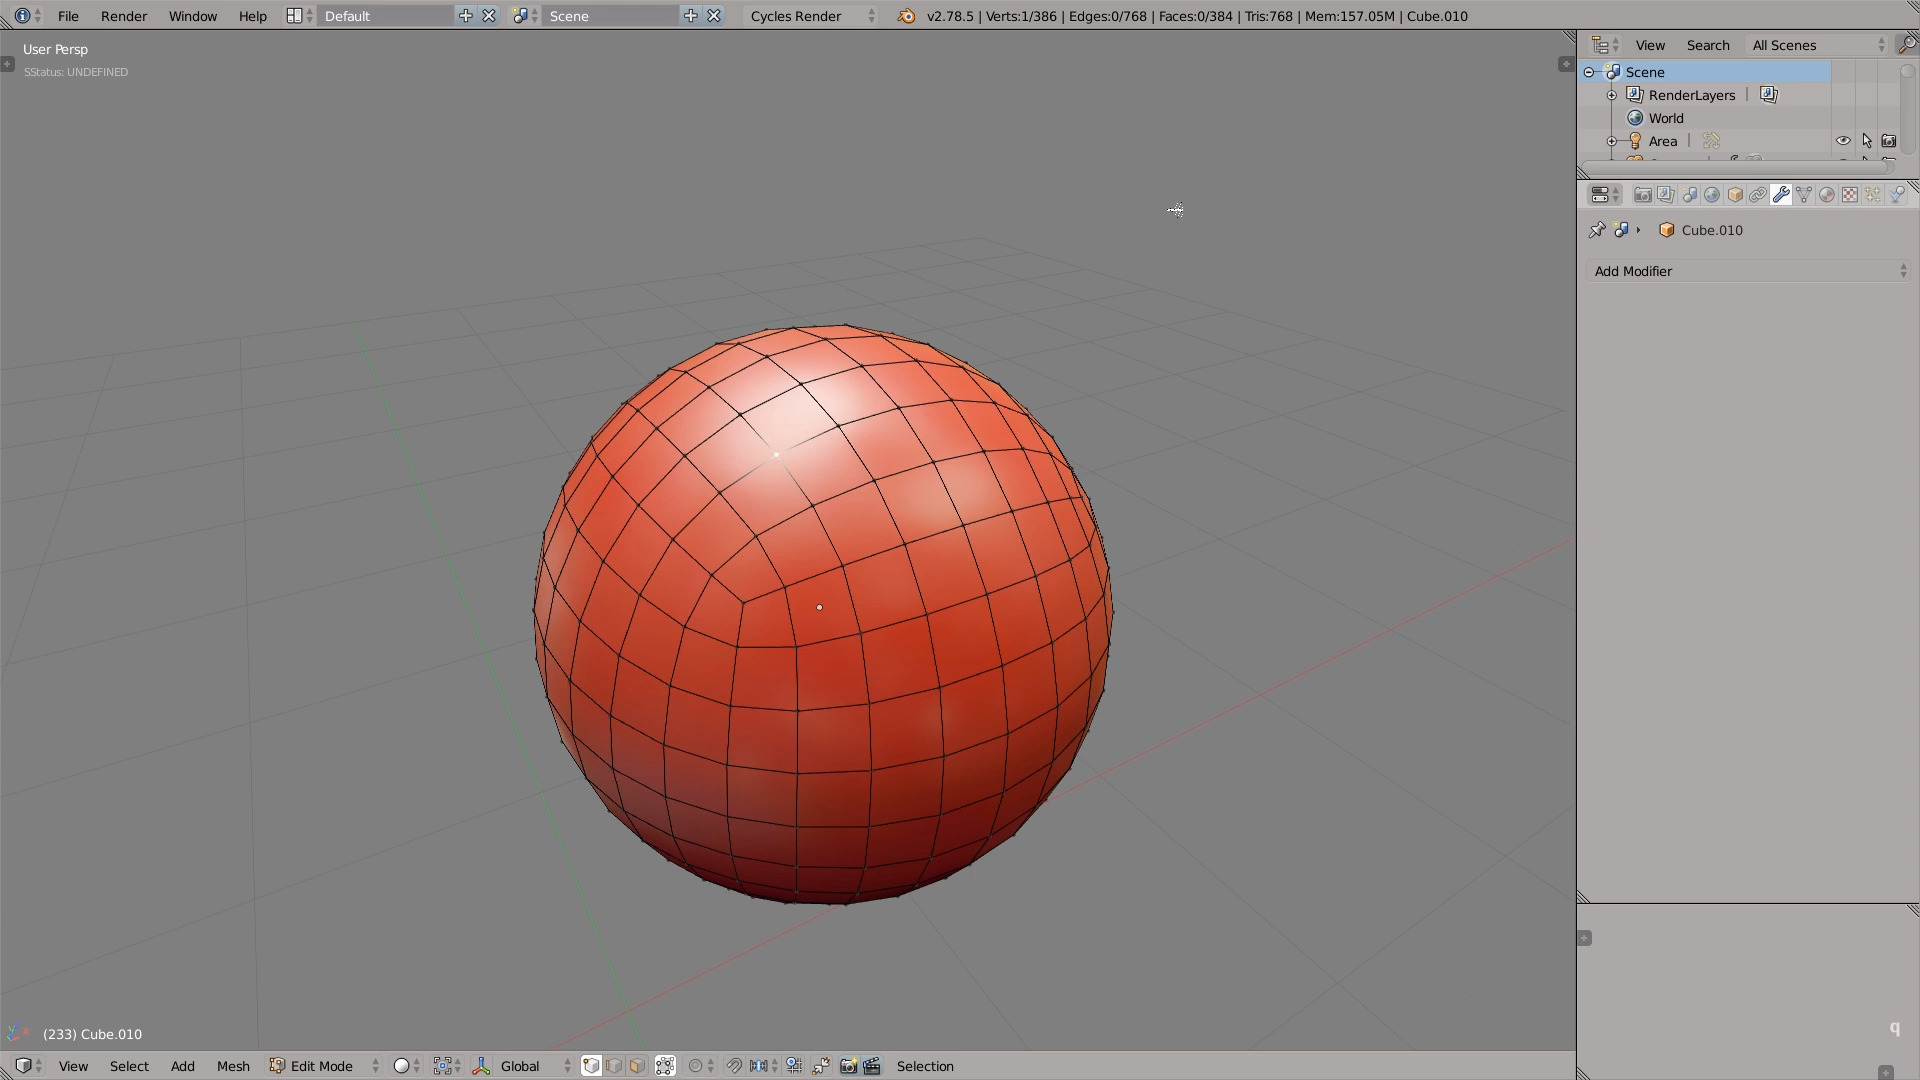 File Render Window Help Default Scene Cycles Render v2.78.5 | Verts:1/386 | Edges:0/768 | Faces:0/384 | Tris:768 | Mem:157.05M | Cube.010
User Persp
SStatus: UNDEFINED
View Search All Scenes
Scene
RenderLayers
World
Area
Cube.010
Add Modifier
q
(233) Cube.010
View Select Add Mesh Edit Mode Global Selection